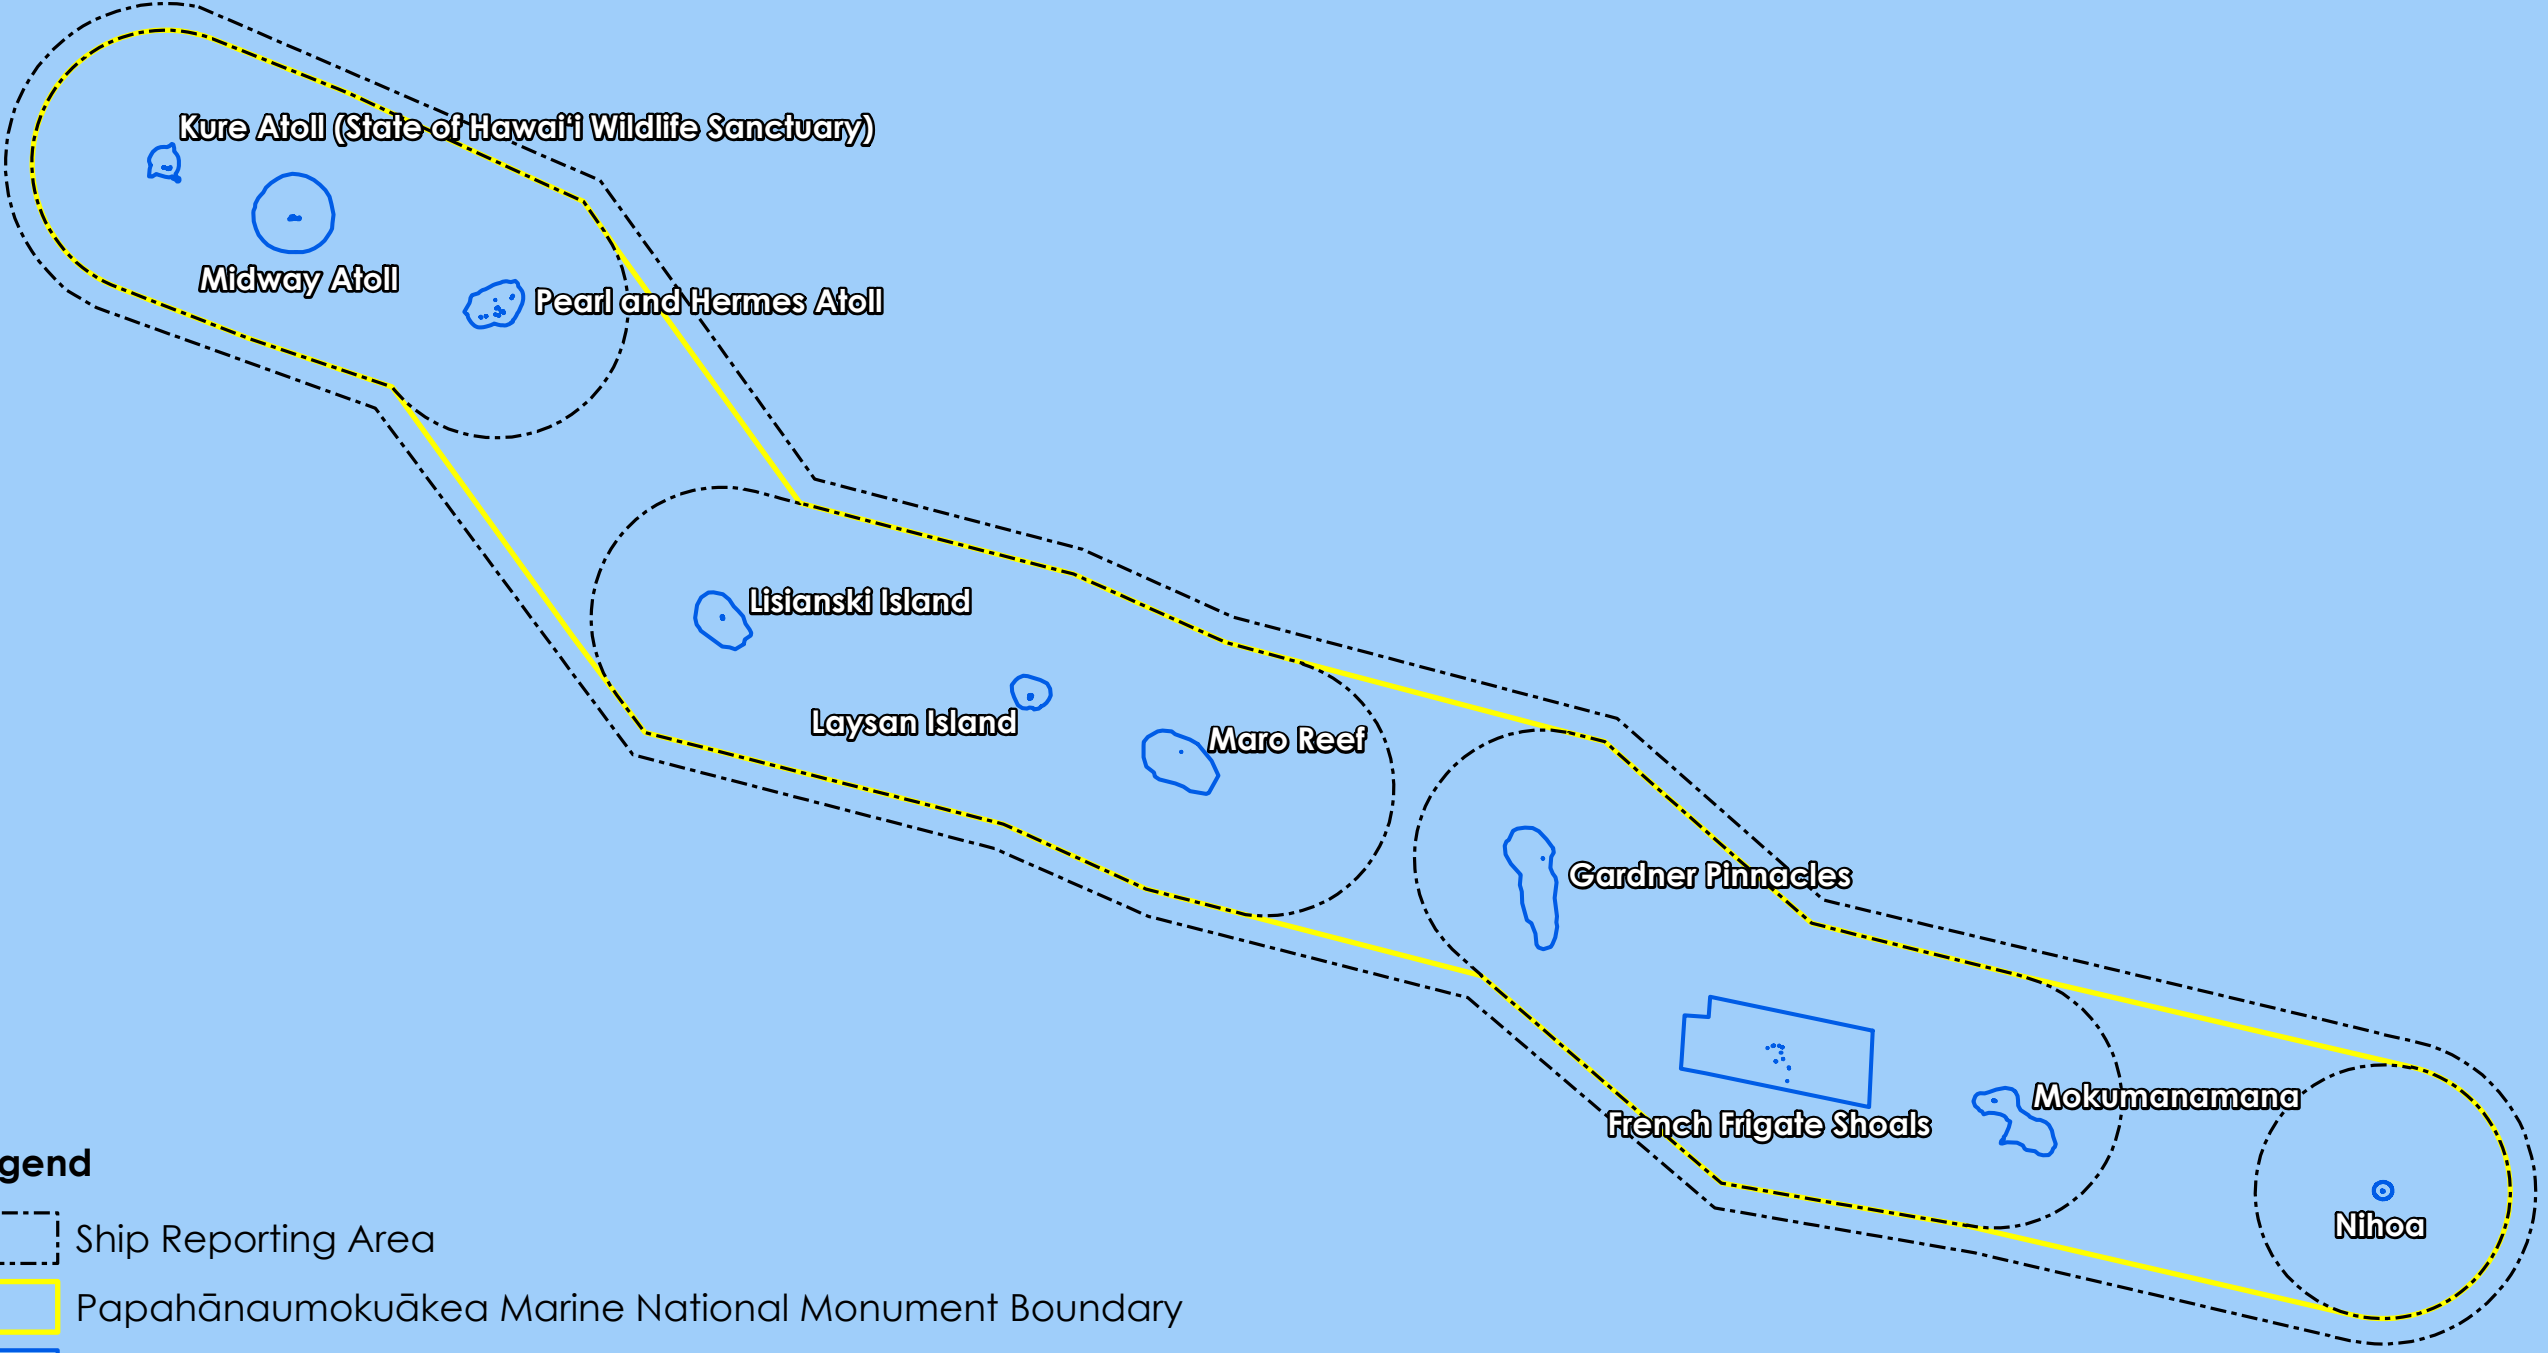 Kure Atoll (State of Hawaiʻi Wildlife Sanctuary)
Midway Atoll
Pearl and Hermes Atoll
Lisianski Island
Laysan Island
Maro Reef
Gardner Pinnacles
French Frigate Shoals
Mokumanamana
Nihoa
gend
Ship Reporting Area
Papahānaumokuākea Marine National Monument Boundary